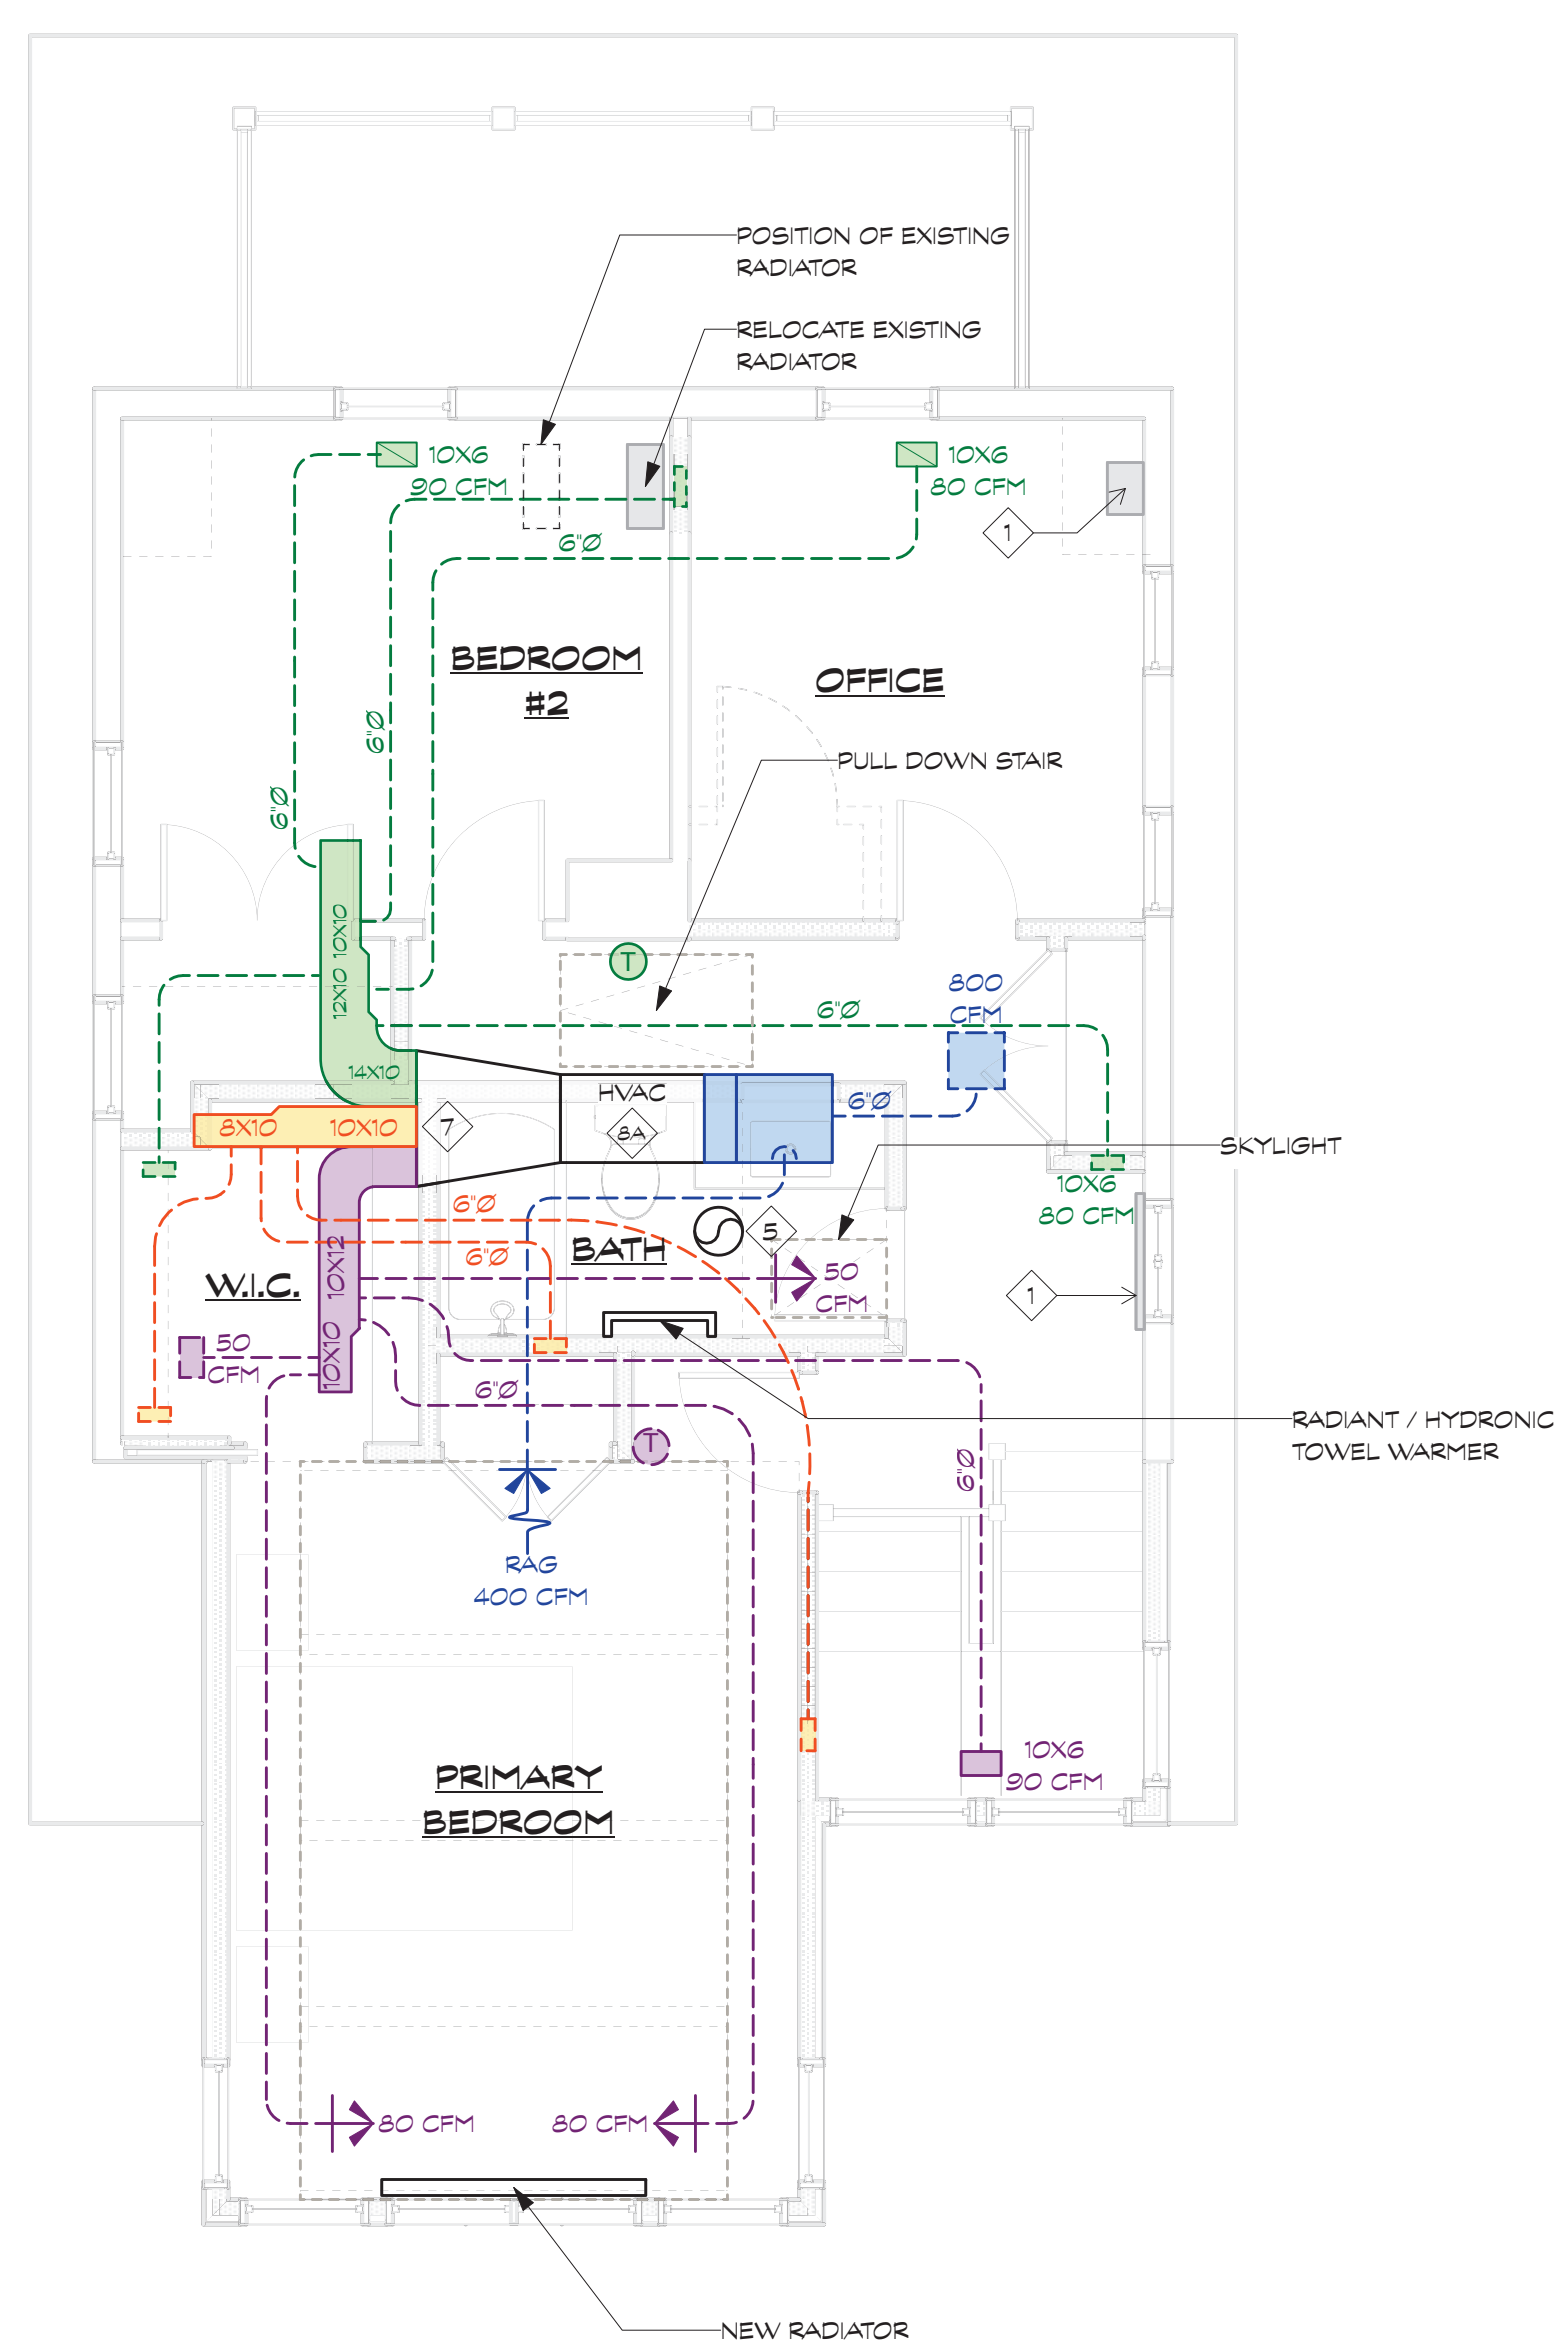 POSITION OF EXISTING
RADIATOR
RELOCATE EXISTING
RADIATOR
10X6
90 CFM
10X6
80 CFM
1
6"Ø
BEDROOM
#2
OFFICE
6"Ø
PULL DOWN STAIR
6"Ø
10X10
12X10
T
800
CFM
6"Ø
14X10
HVAC
6"Ø
8X10
10X10
7
8A
SKYLIGHT
10X6
80 CFM
6"Ø
6"Ø
BATH
5
W.I.C.
10X12
50
CFM
1
50
CFM
10X10
6"Ø
T
RADIANT / HYDRONIC
TOWEL WARMER
6"Ø
RAG
400 CFM
10X6
90 CFM
PRIMARY
BEDROOM
80 CFM
80 CFM
NEW RADIATOR